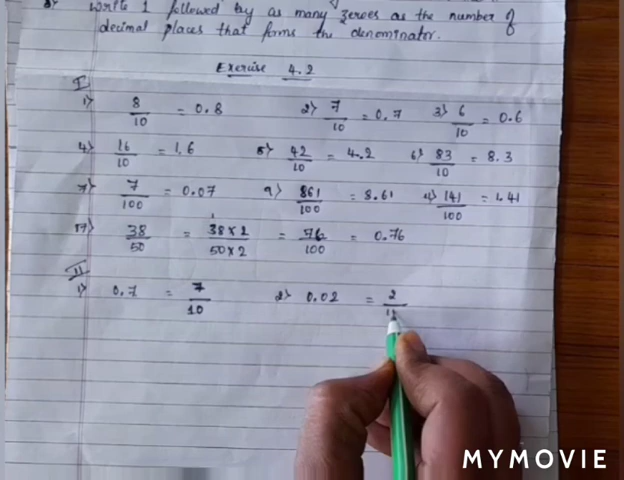 3) Write 1 followed by as many zeroes as the number of
decimal places that forms the denominator.
Exercise 4.2
I
1) 8/10 = 0.8 2) 7/10 = 0.7 3) 6/10 = 0.6
4) 16/10 = 1.6 5) 42/10 = 4.2 6) 83/10 = 8.3
7) 7/100 = 0.07 9) 861/100 = 8.61 11) 141/100 = 1.41
17) 38/50 = 38×2/50×2 = 76/100 = 0.76
II
1) 0.7 = 7/10 2) 0.02 = 2/1
MYMOVIE